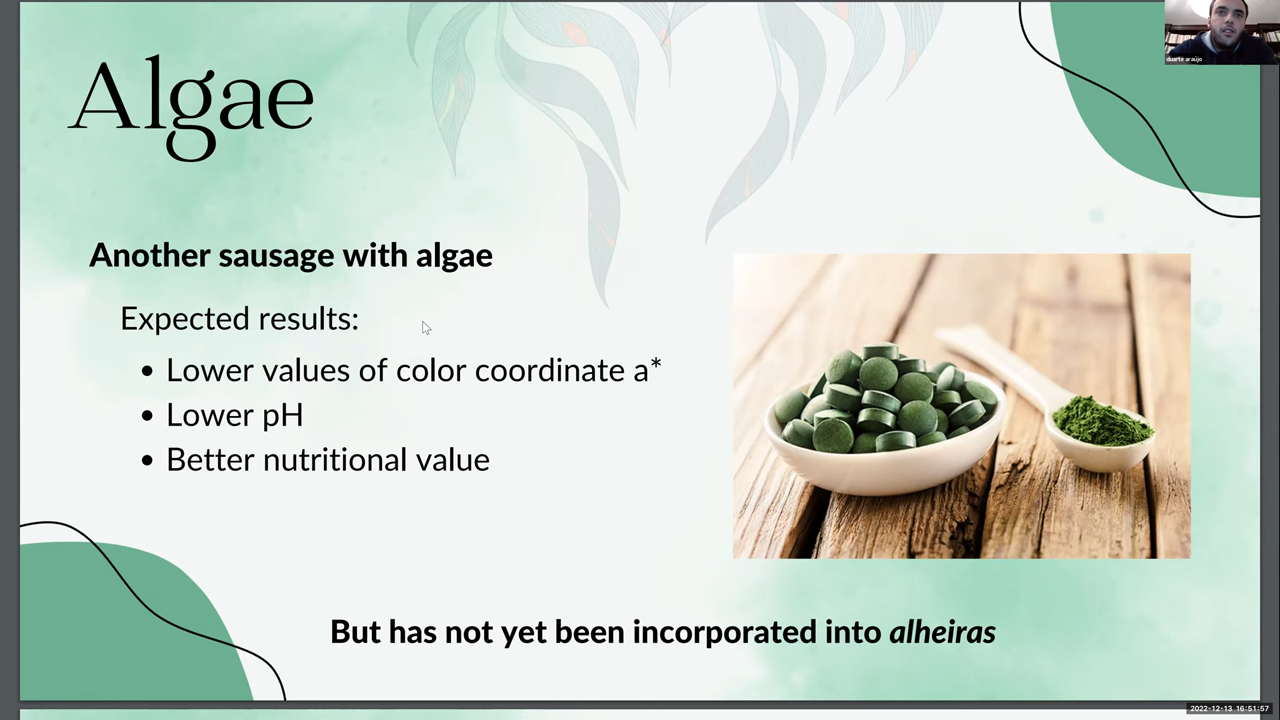 duarte araújo
Algae
Another sausage with algae
Expected results:
• Lower values of color coordinate a*
• Lower pH
• Better nutritional value
But has not yet been incorporated into alheiras
2022-12-13 16:51:57